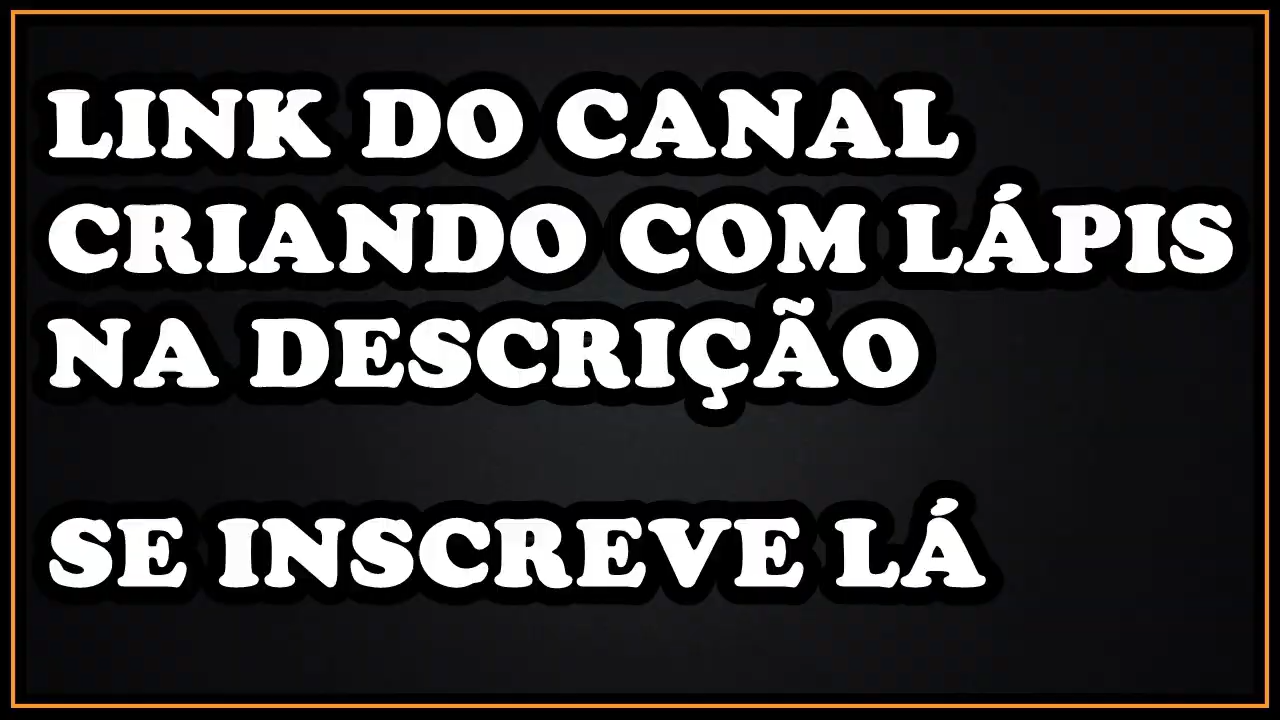 LINK DO CANAL
CRIANDO COM LÁPIS
NA DESCRIÇÃO
SE INSCREVE LÁ